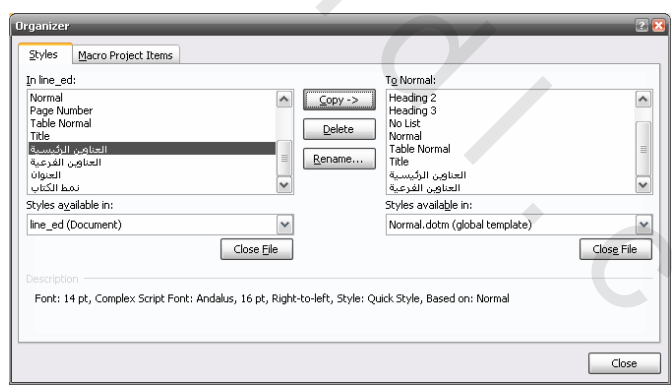 Organizer
Styles
Macro Project Items
In line_ed:
Normal
Page Number
Table Normal
Title
العناوين الرئيسية
العناوين الفرعية
العنوان
نمط الكتاب
Styles available in:
line_ed (Document)
Close File
Copy ->
Delete
Rename...
To Normal:
Heading 2
Heading 3
No List
Normal
Table Normal
Title
العناوين الرئيسية
العناوين الفرعية
Styles available in:
Normal.dotm (global template)
Close File
Description
Font: 14 pt, Complex Script Font: Andalus, 16 pt, Right-to-left, Style: Quick Style, Based on: Normal
Close